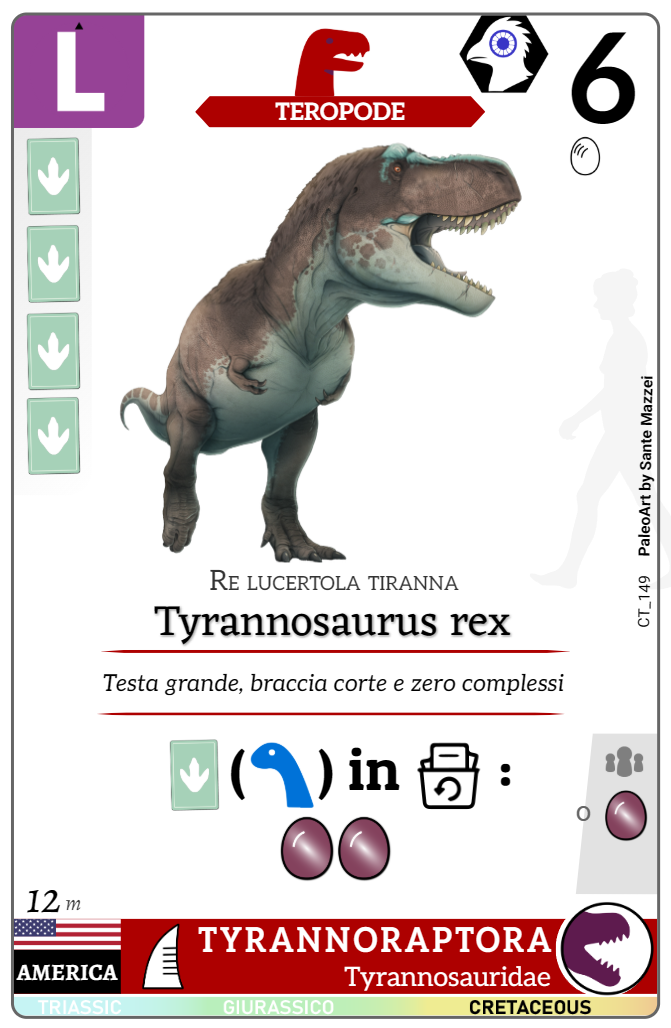 L
TEROPODE
6
PaleoArt by Sante Mazzei
CT_149
RE LUCERTOLA TIRANNA
Tyrannosaurus rex
Testa grande, braccia corte e zero complessi
( ) in :
O
12 m
AMERICA
TYRANNORAPTORA
Tyrannosauridae
TRIASSIC
GIURASSICO
CRETACEOUS